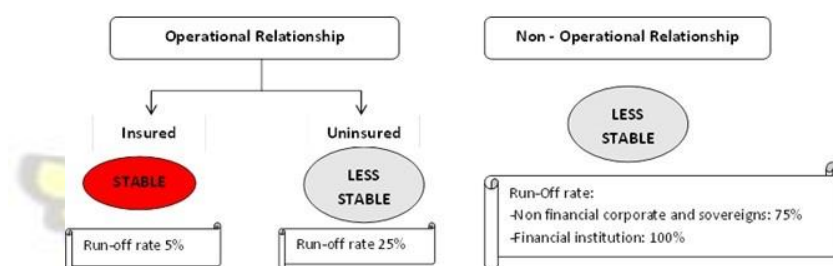 Operational Relationship
Non - Operational Relationship
Insured
Uninsured
STABLE
LESS
STABLE
LESS
STABLE
Run-off rate 5%
Run-off rate 25%
Run-Off rate:
-Non financial corporate and sovereigns: 75%
-Financial institution: 100%